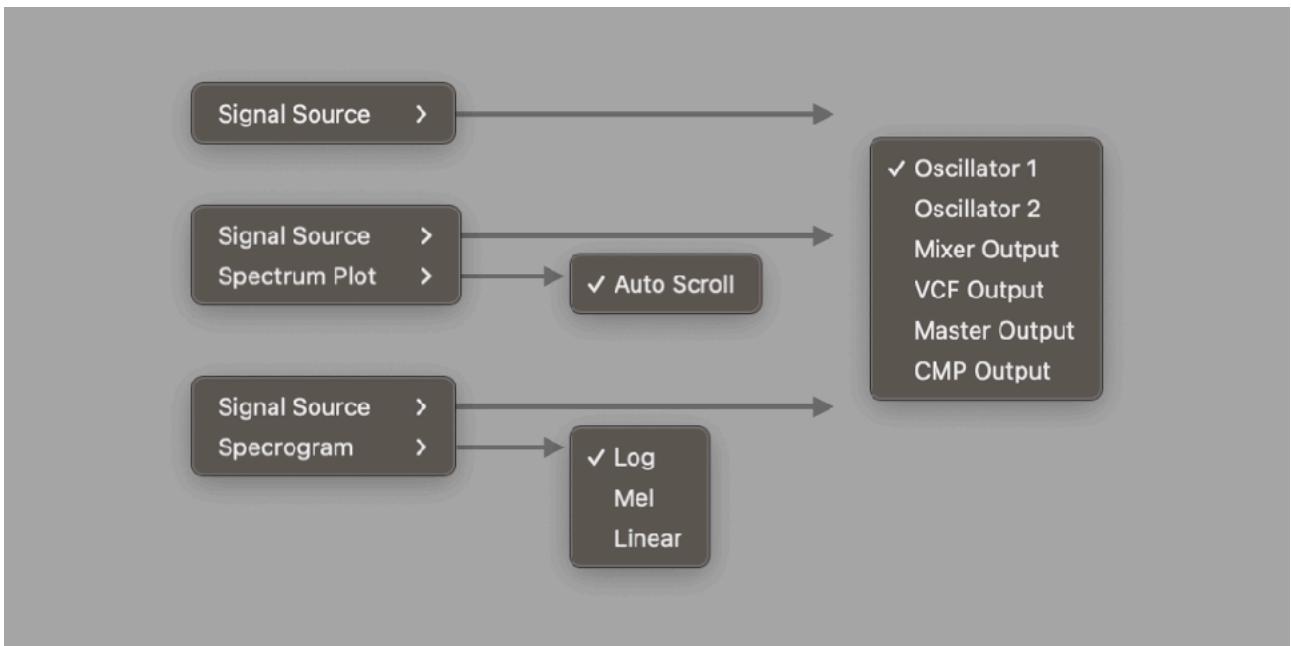 Signal Source
Signal Source
Spectrum Plot
Auto Scroll
Signal Source
Specrogram
Log
Mel
Linear
Oscillator 1
Oscillator 2
Mixer Output
VCF Output
Master Output
CMP Output